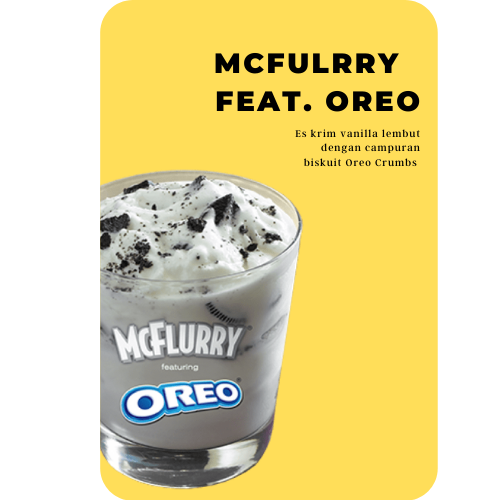 MCFULRRY
FEAT. OREO
Es krim vanilla lembut
dengan campuran
biskuit Oreo Crumbs
McFLURRY
featuring
OREO